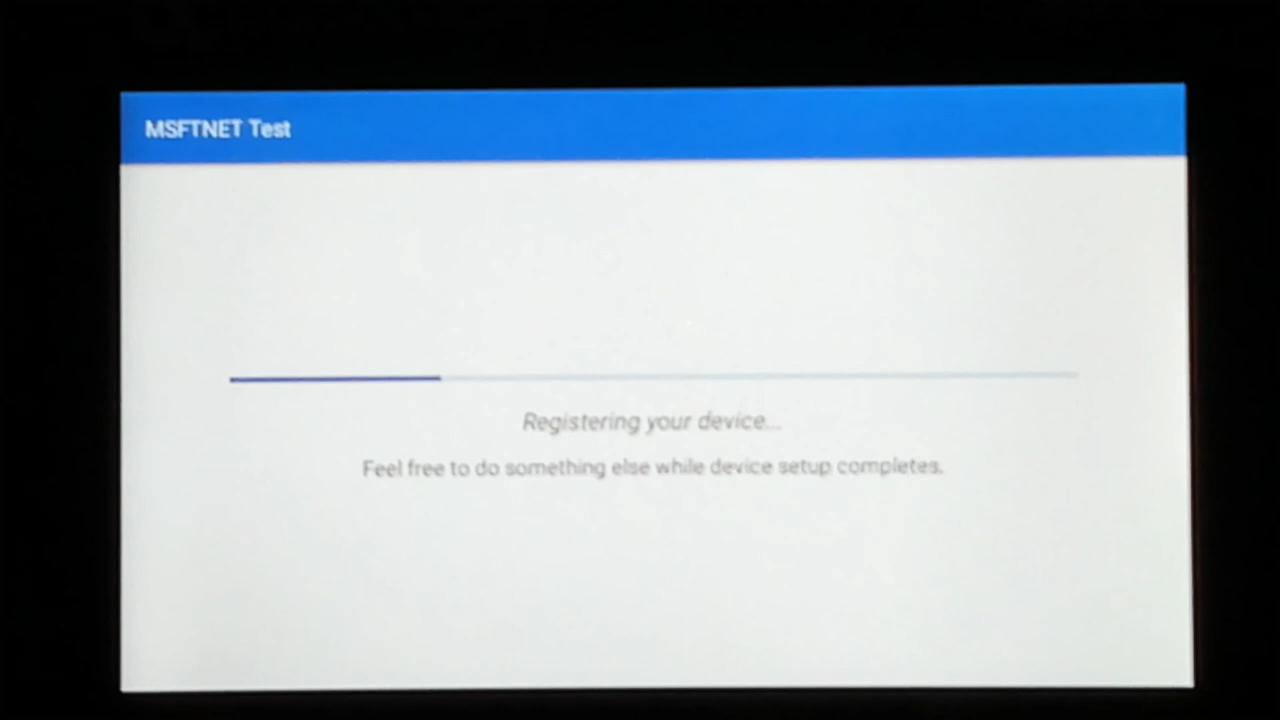 MSFTNET Test
Registering your device...
Feel free to do something else while device setup completes.